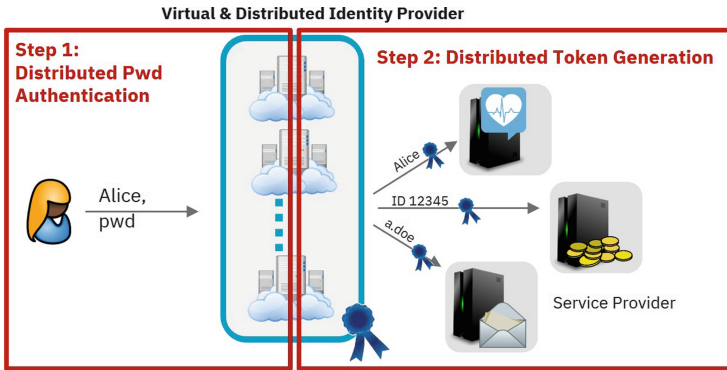 Virtual & Distributed Identity Provider
Step 1:
Distributed Pwd
Authentication
Step 2: Distributed Token Generation
Alice,
pwd
Alice
ID 12345
a.doe
Service Provider